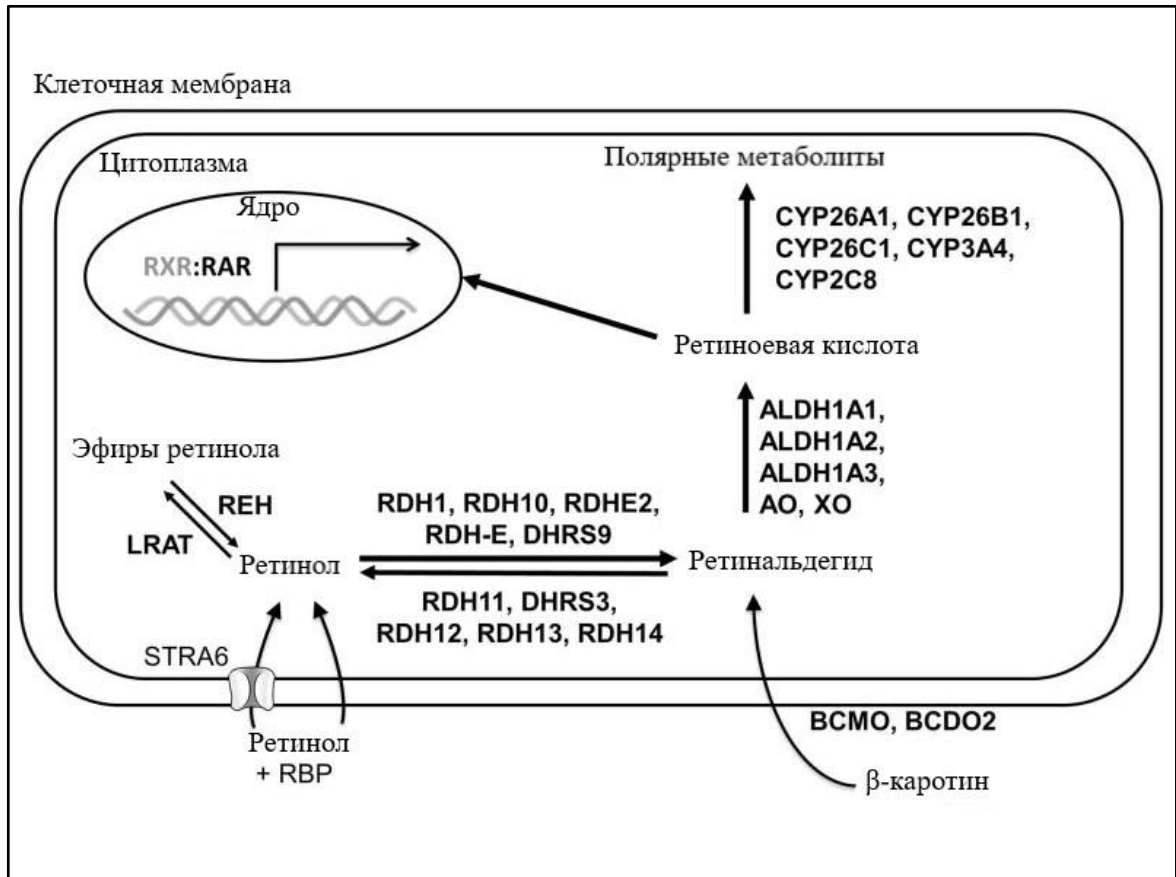 Клеточная мембрана
Цитоплазма
Ядро
RXR:RAR
Полярные метаболиты
CYP26A1, CYP26B1,
CYP26C1, CYP3A4,
CYP2C8
Ретиноевая кислота
ALDH1A1,
ALDH1A2,
ALDH1A3,
AO, XO
Эфиры ретинола
REH
LRAT
Ретинол
RDH1, RDH10, RDHE2,
RDH-E, DHRS9
Ретинальдегид
RDH11, DHRS3,
RDH12, RDH13, RDH14
STRA6
Ретинол
+ RBP
BCMO, BCDO2
β-каротин